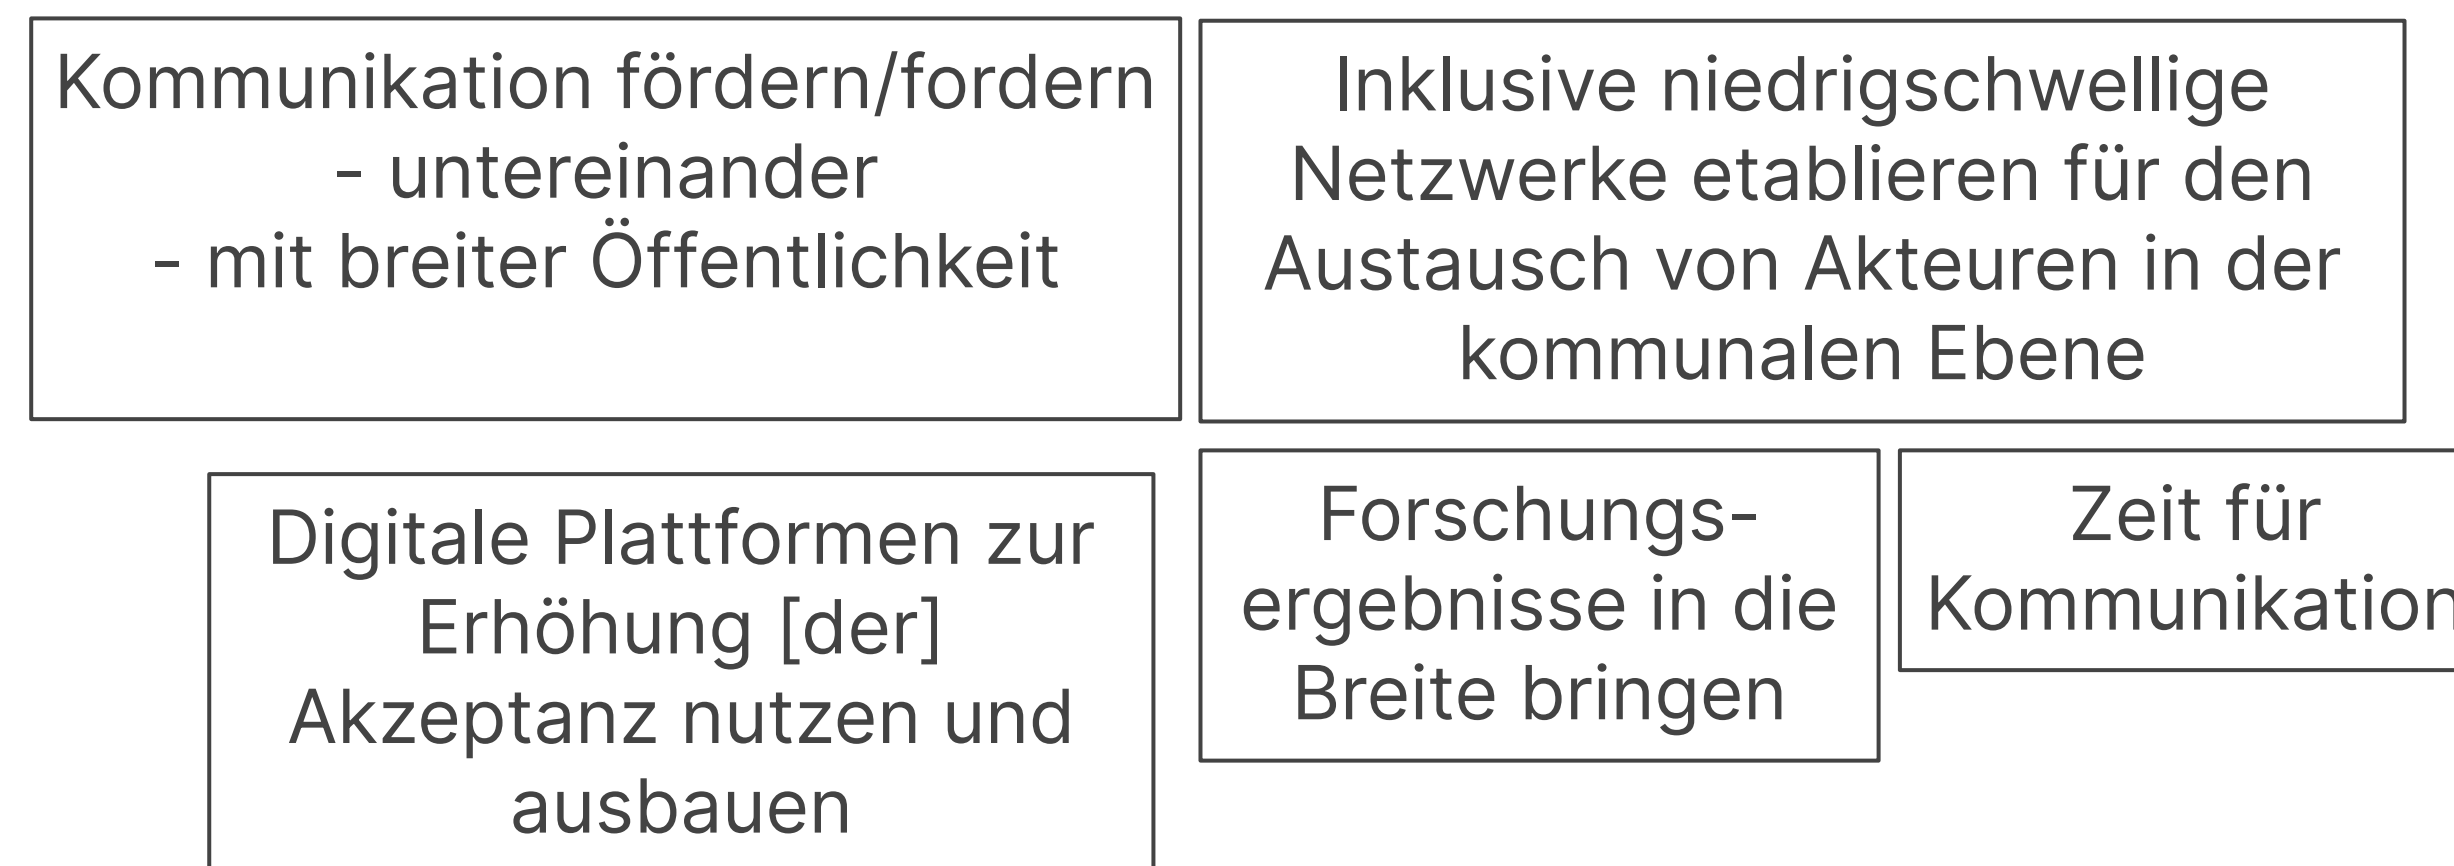 Kommunikation fördern/fordern
- untereinander
- mit breiter Öffentlichkeit
Inklusive niedrigschwellige
Netzwerke etablieren für den
Austausch von Akteuren in der
kommunalen Ebene
Digitale Plattformen zur
Erhöhung [der]
Akzeptanz nutzen und
ausbauen
Forschungs-
ergebnisse in die
Breite bringen
Zeit für
Kommunikation